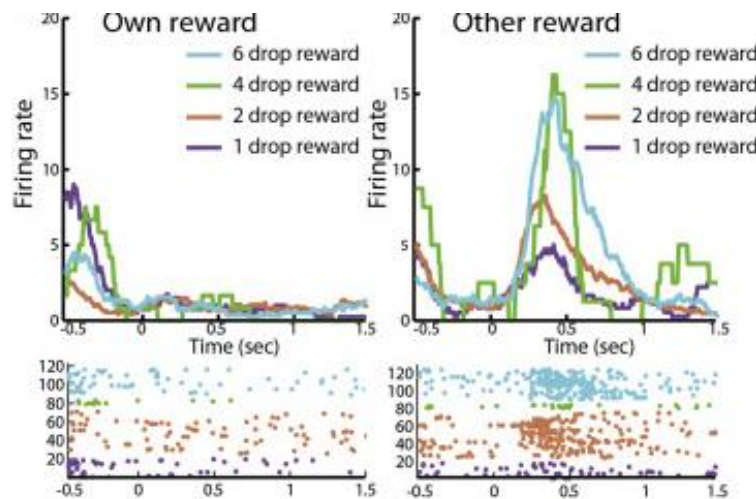 Own reward
Other reward
20
15
10
5
0
Firing rate
6 drop reward
4 drop reward
2 drop reward
1 drop reward
-0.5 0 0.5 1 1.5
Time (sec)
20
15
10
5
0
Firing rate
6 drop reward
4 drop reward
2 drop reward
1 drop reward
-0.5 0 0.5 1 1.5
Time (sec)
120
100
80
60
40
20
-0.5 0 0.5 1 1.5
120
100
80
60
40
20
-0.5 0 0.5 1 1.5